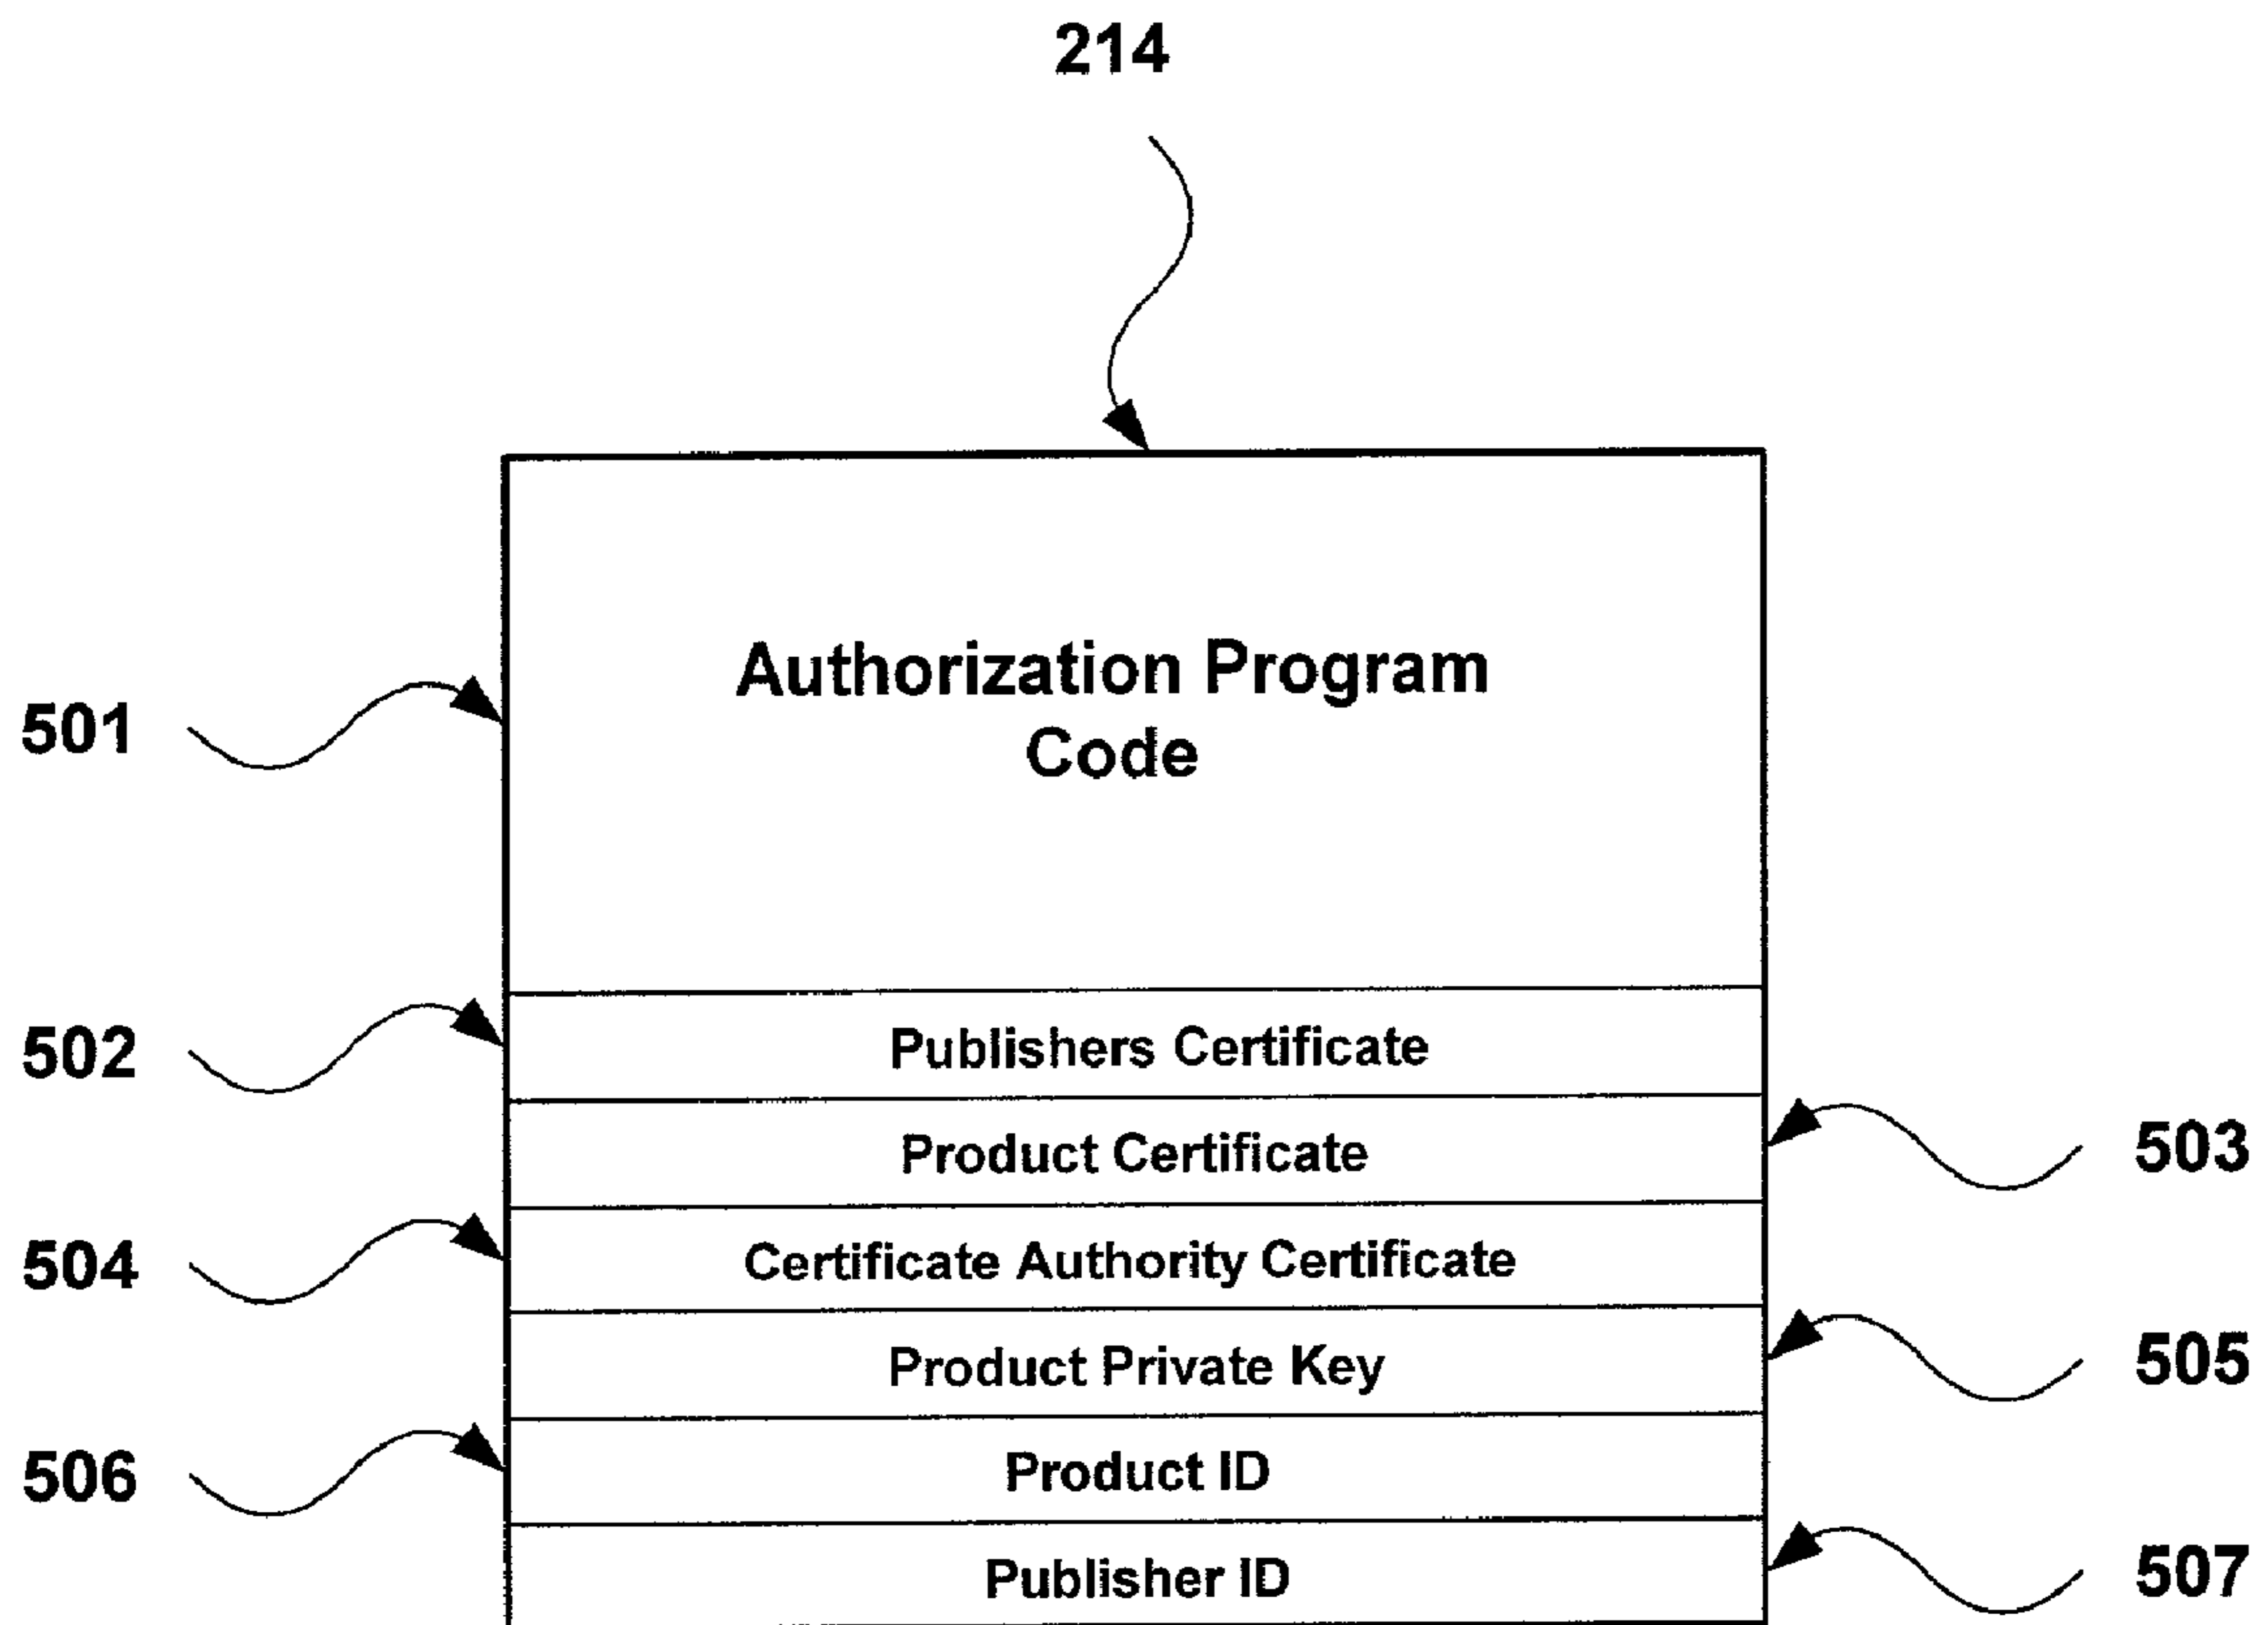 214
Authorization Program
Code
501
Publishers Certificate
502
Product Certificate
503
Certificate Authority Certificate
504
Product Private Key
505
Product ID
506
Publisher ID
507